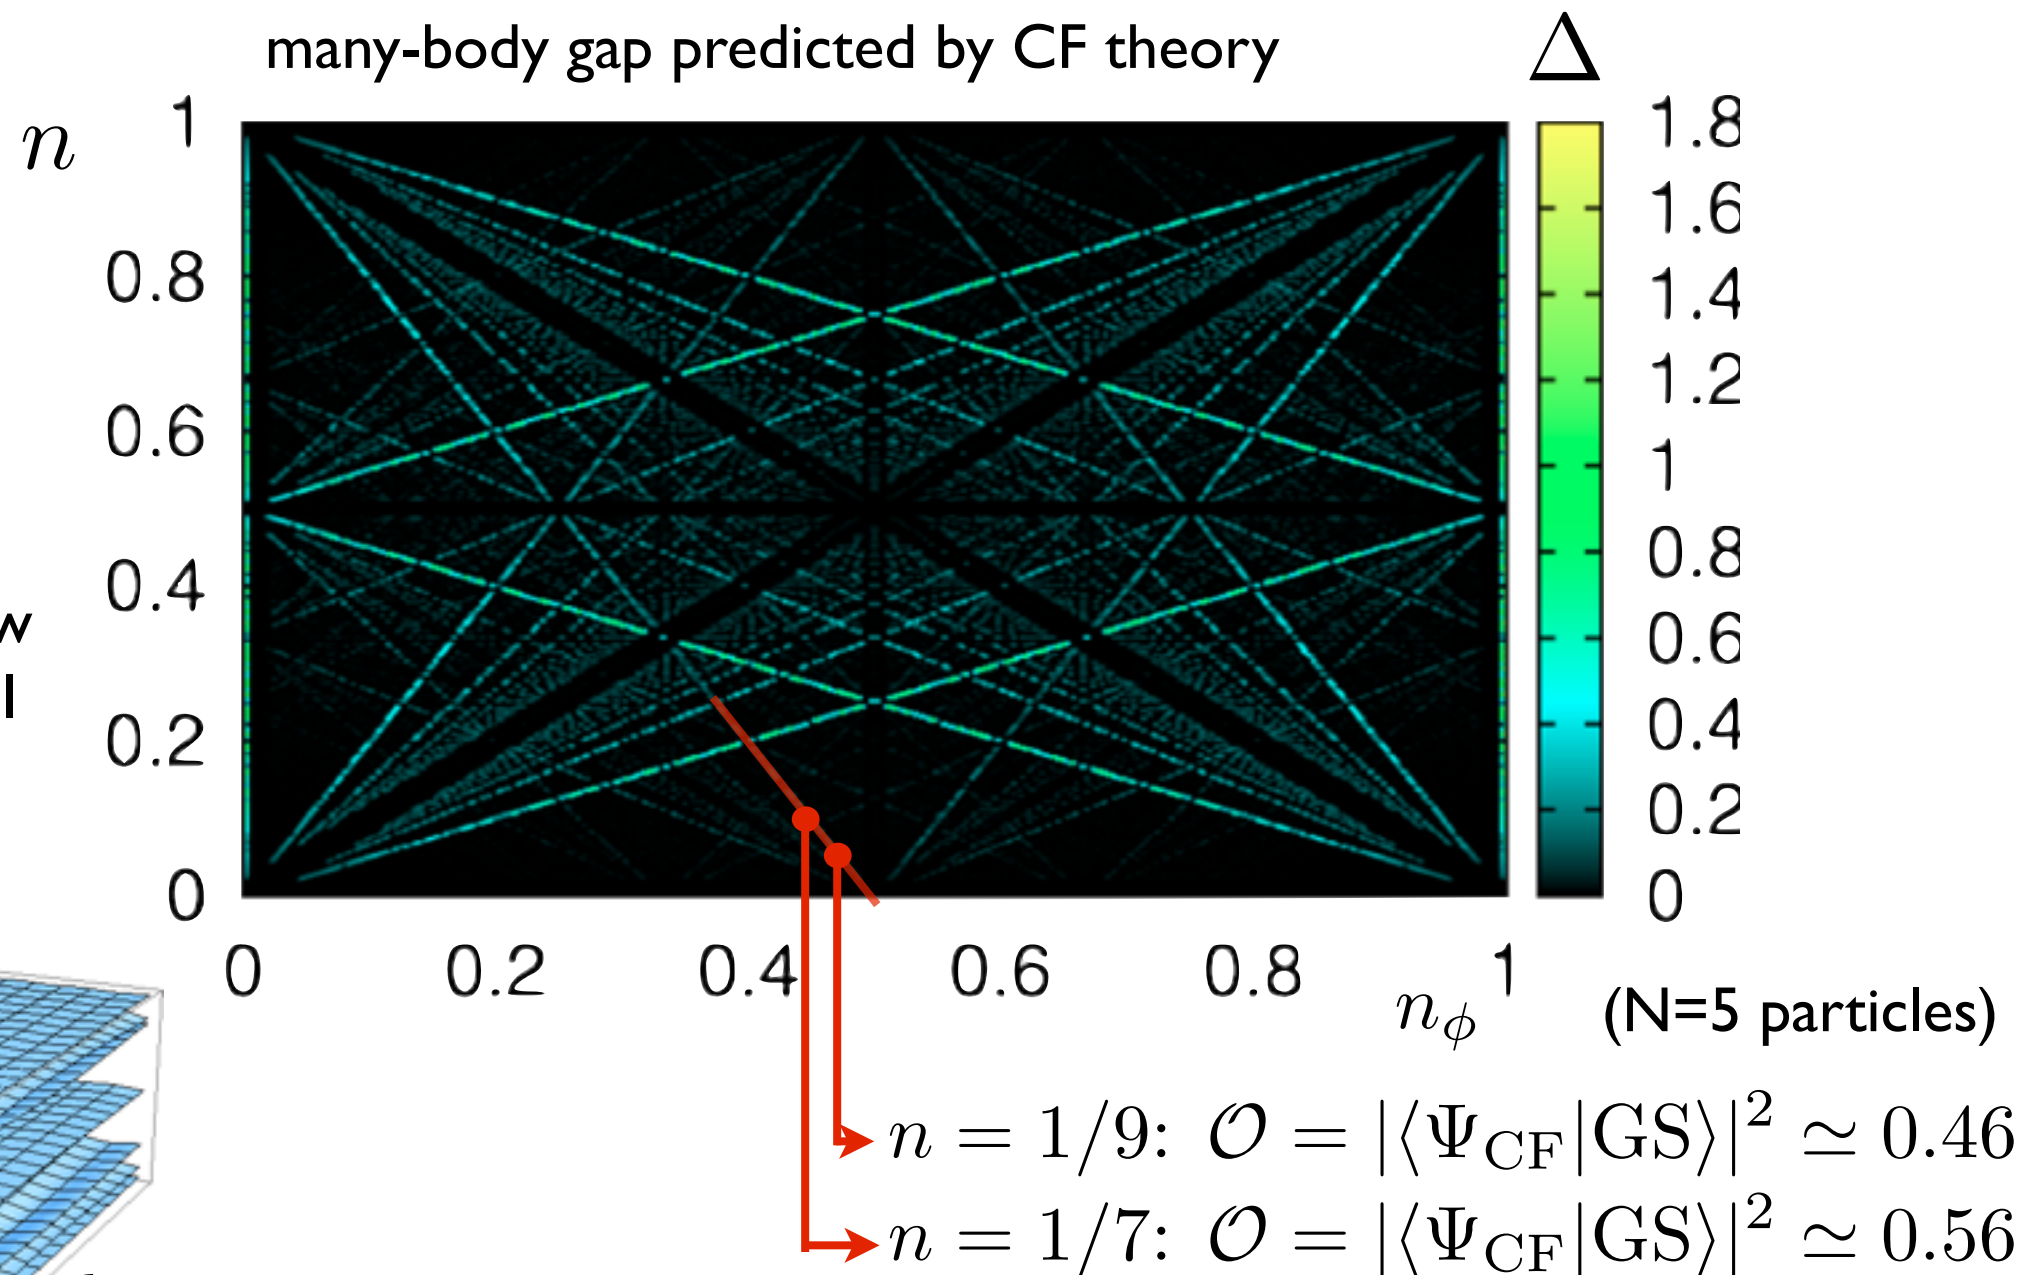 many-body gap predicted by CF theory
Δ
n
1
0.8
0.6
0.4
0.2
0
0 0.2 0.4 0.6 0.8 1
1.8
1.6
1.4
1.2
1
0.8
0.6
0.4
0.2
0
w
l
n_ϕ
(N=5 particles)
n = 1/9: 𝒪 = |⟨Ψ_CF|GS⟩|² ≃ 0.46
n = 1/7: 𝒪 = |⟨Ψ_CF|GS⟩|² ≃ 0.56